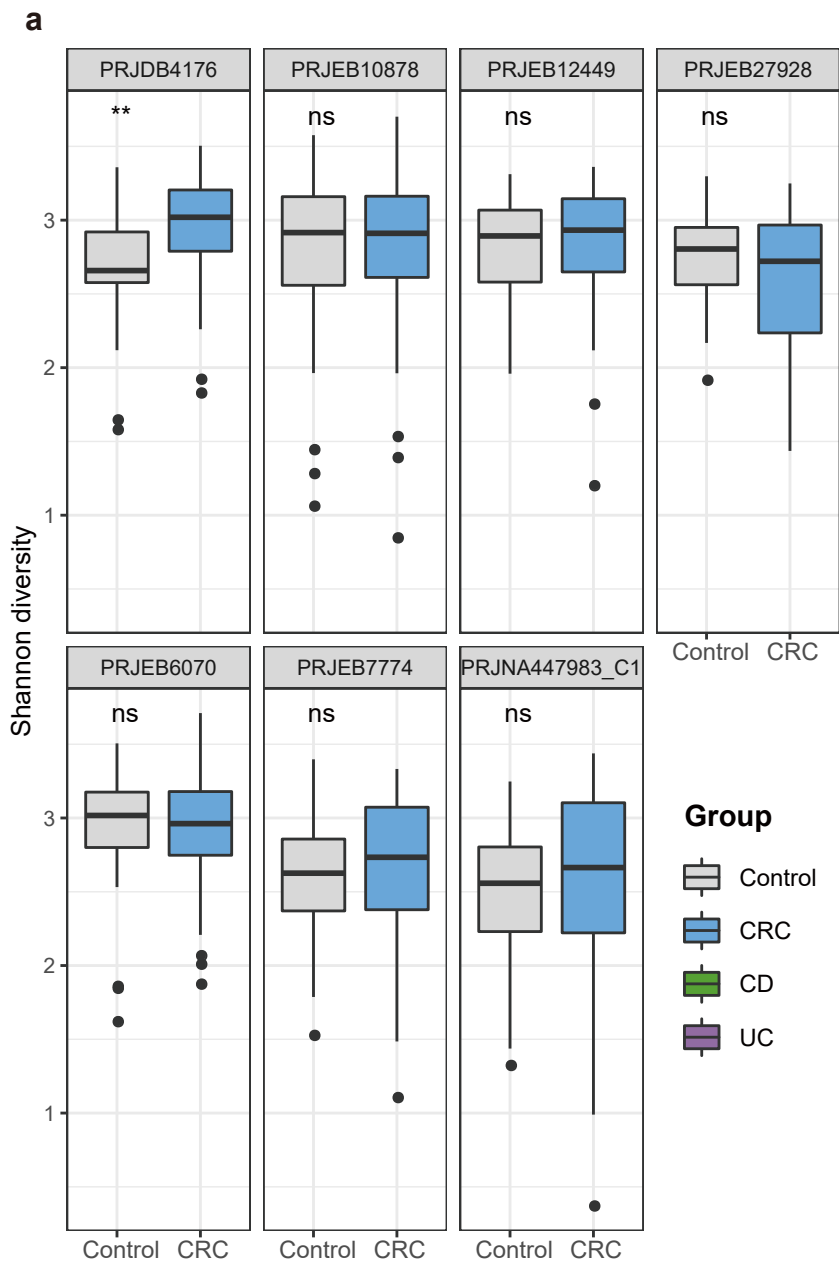 a
PRJDB4176 PRJEB10878 PRJEB12449 PRJEB27928
** ns ns ns
3
2
1
Shannon diversity
Control CRC
PRJEB6070 PRJEB7774 PRJNA447983_C1
ns ns ns
3
2
1
Group
Control
CRC
CD
UC
Control CRC Control CRC Control CRC